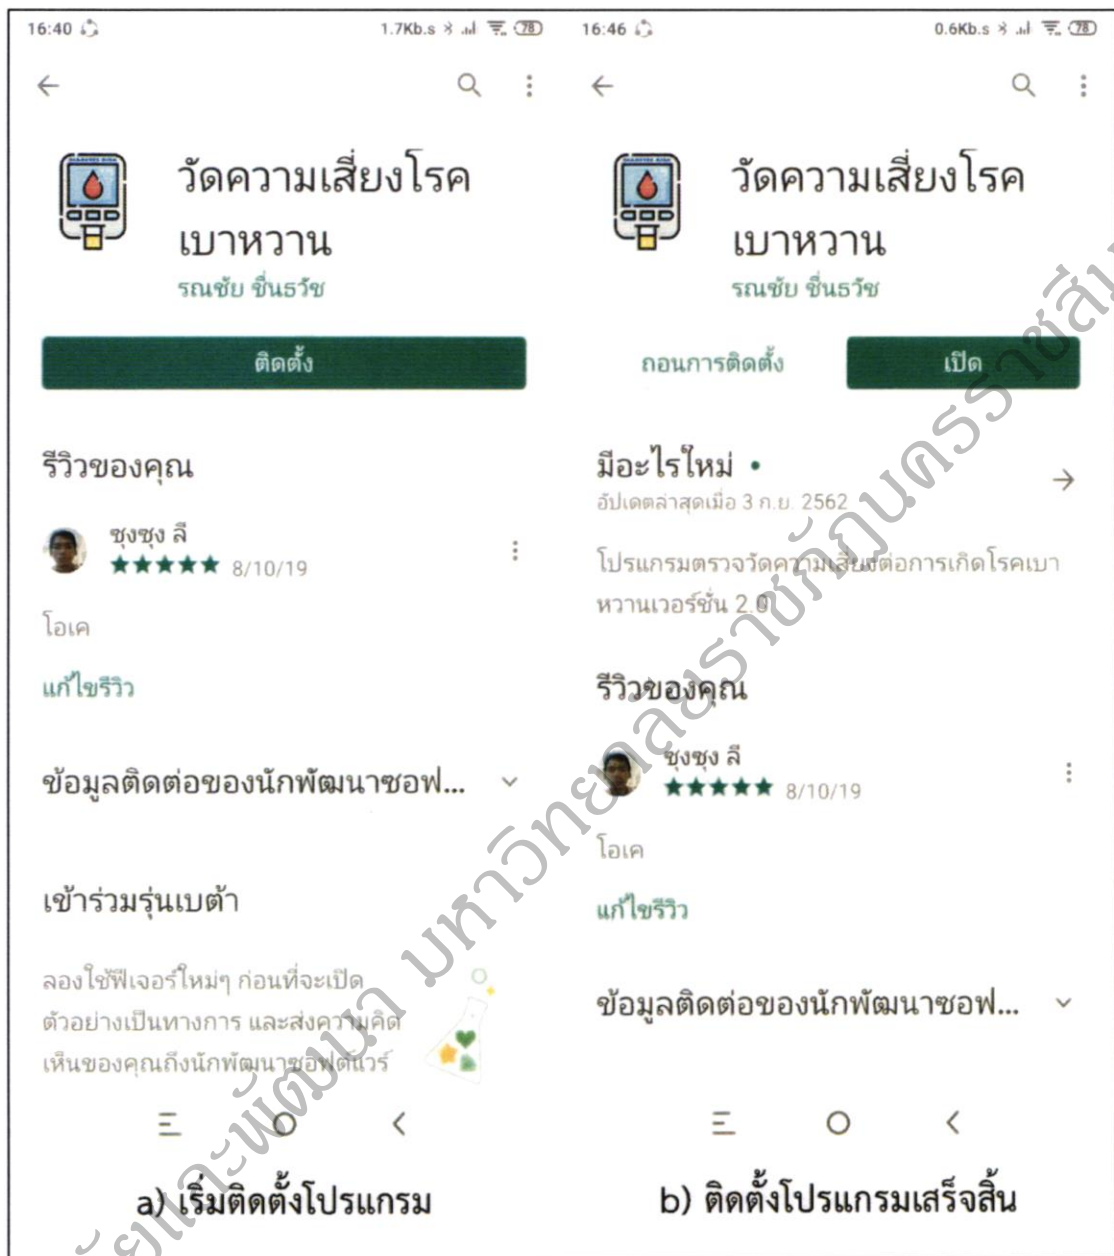 16:40
1.7Kb.s
78
วัดความเสี่ยงโรค
เบาหวาน
รณชัย ชื่นธวัช
ติดตั้ง
รีวิวของคุณ
ซุงซุง ลี
★★★★★ 8/10/19
โอเค
แก้ไขรีวิว
ข้อมูลติดต่อของนักพัฒนาซอฟ...
เข้าร่วมรุ่นเบต้า
ลองใช้ฟีเจอร์ใหม่ๆ ก่อนที่จะเปิด
ตัวอย่างเป็นทางการ และส่งความคิด
เห็นของคุณถึงนักพัฒนาซอฟต์แวร์
a) เริ่มติดตั้งโปรแกรม
16:46
0.6Kb.s
78
วัดความเสี่ยงโรค
เบาหวาน
รณชัย ชื่นธวัช
ถอนการติดตั้ง
เปิด
มีอะไรใหม่ •
อัปเดตล่าสุดเมื่อ 3 ก.ย. 2562
โปรแกรมตรวจวัดความเสี่ยงต่อการเกิดโรคเบา
หวานเวอร์ชั่น 2.0
รีวิวของคุณ
ซุงซุง ลี
★★★★★ 8/10/19
โอเค
แก้ไขรีวิว
ข้อมูลติดต่อของนักพัฒนาซอฟ...
b) ติดตั้งโปรแกรมเสร็จสิ้น